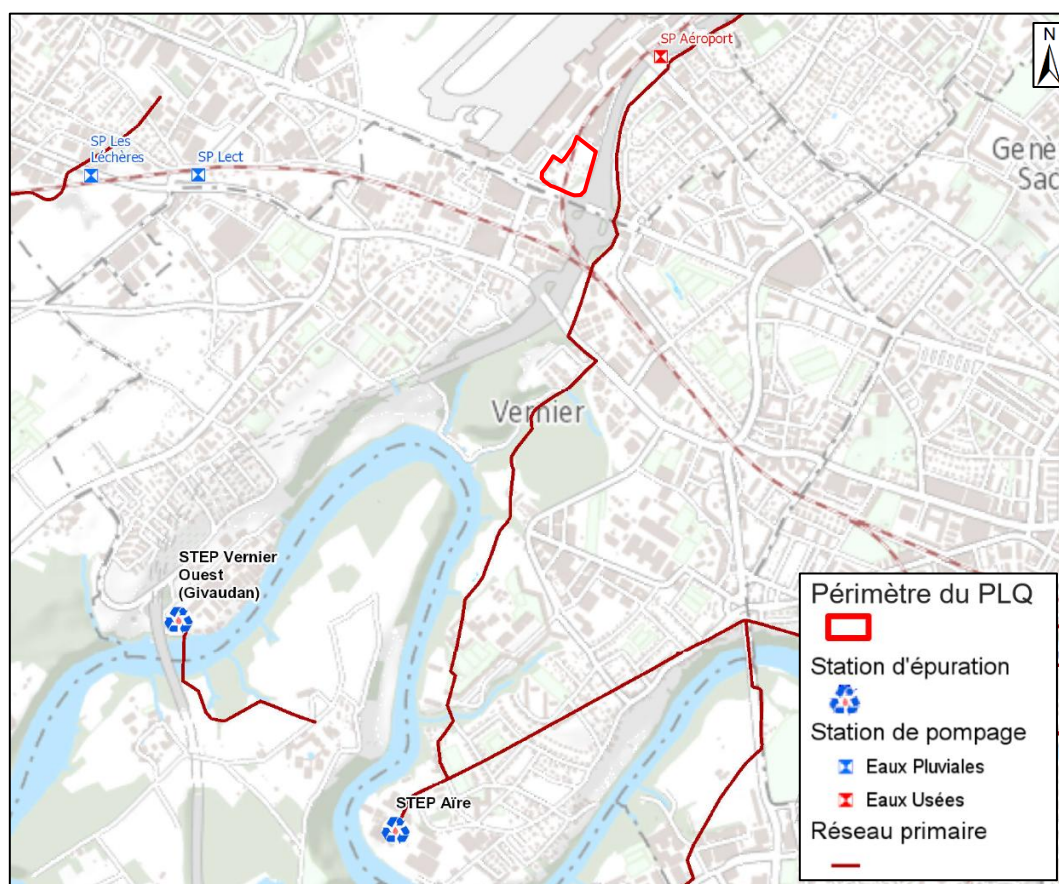 SP Aéroport
N
SP Les
Léchères
SP Lect
Genè
Sac
Vernier
STEP Vernier
Ouest
(Givaudan)
STEP Aïre
Périmètre du PLQ
Station d'épuration
Station de pompage
Eaux Pluviales
Eaux Usées
Réseau primaire